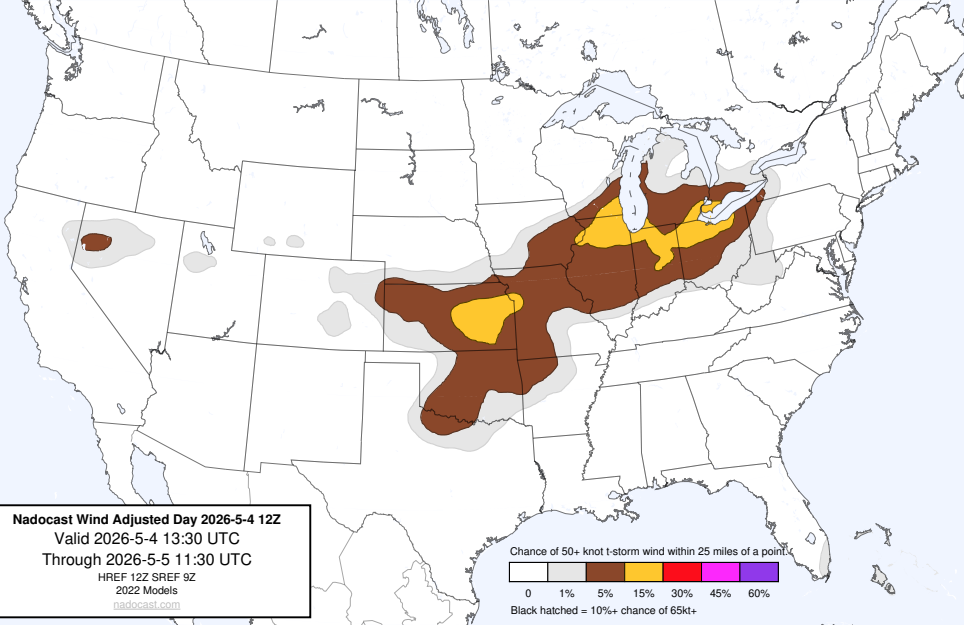 Nadocast Wind Adjusted Day 2026-5-4 12Z
Valid 2026-5-4 13:30 UTC
Through 2026-5-5 11:30 UTC
HREF 12Z SREF 9Z
2022 Models
nadocast.com
Chance of 50+ knot t-storm wind within 25 miles of a point.
0 1% 5% 15% 30% 45% 60%
Black hatched = 10%+ chance of 65kt+